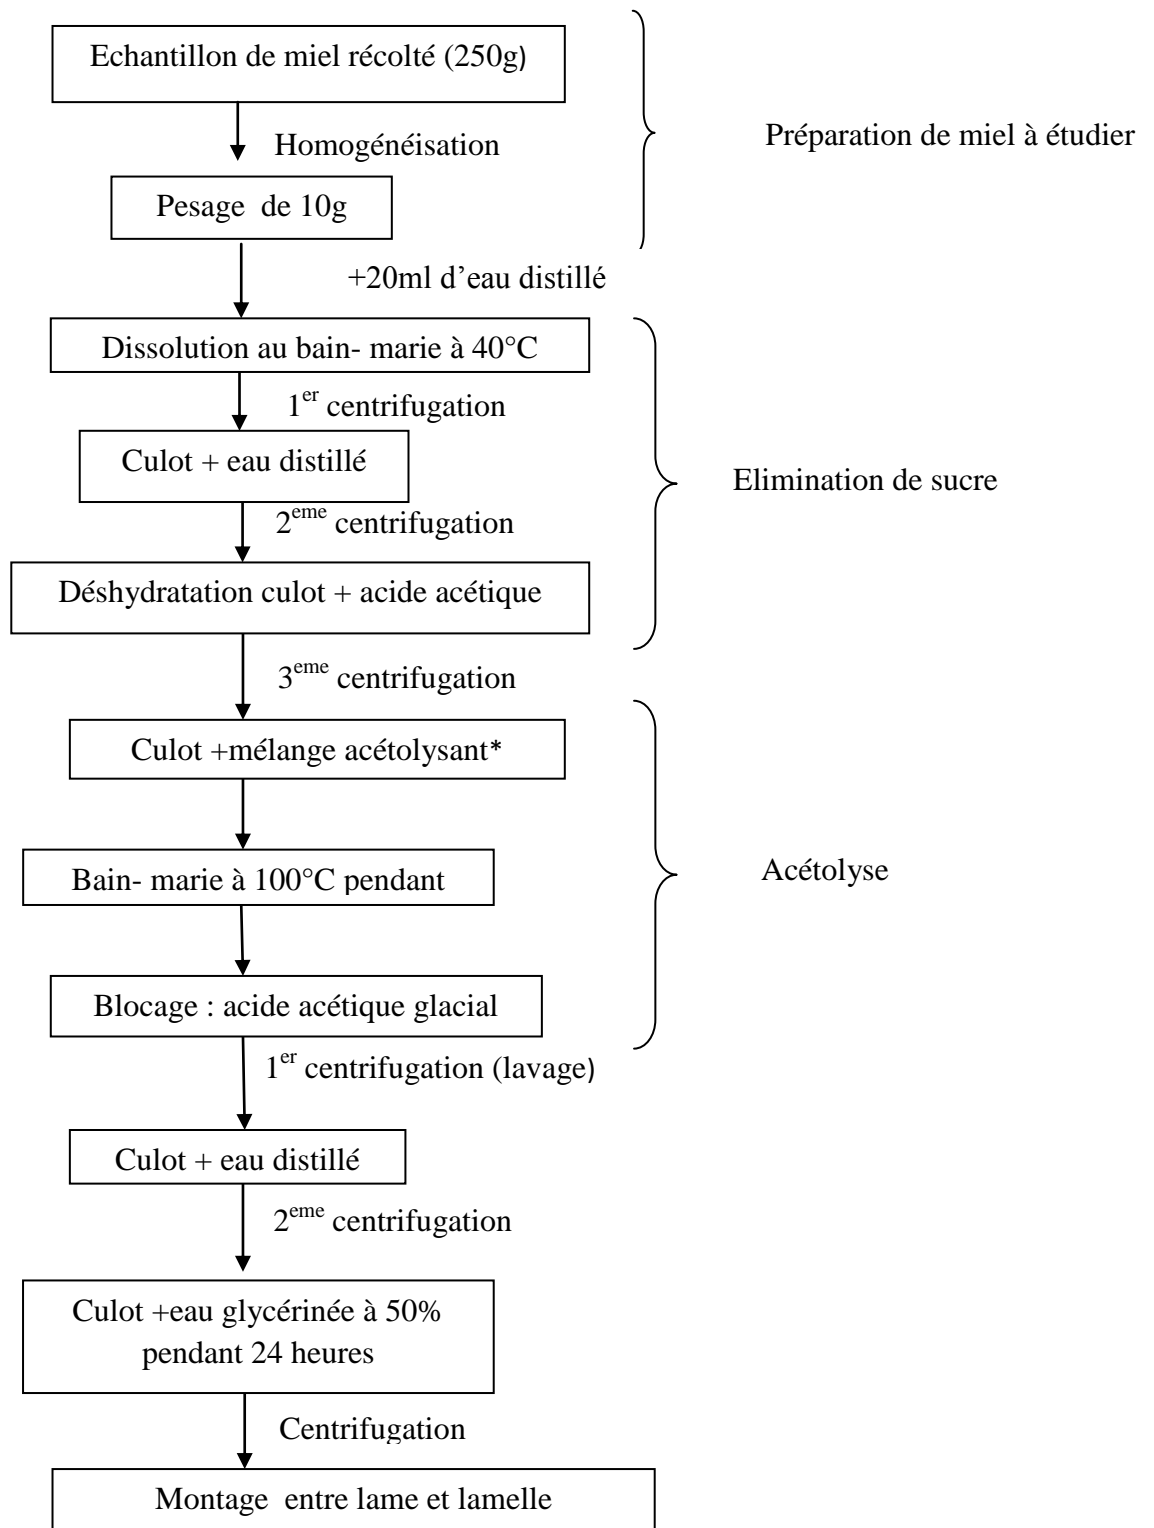 Echantillon de miel récolté (250g)
Homogénéisation
Préparation de miel à étudier
Pesage de 10g
+20ml d’eau distillé
Dissolution au bain- marie à 40°C
1er centrifugation
Culot + eau distillé
Elimination de sucre
2eme centrifugation
Déshydratation culot + acide acétique
3eme centrifugation
Culot +mélange acétolysant*
Bain- marie à 100°C pendant
Acétolyse
Blocage : acide acétique glacial
1er centrifugation (lavage)
Culot + eau distillé
2eme centrifugation
Culot +eau glycérinée à 50%
pendant 24 heures
Centrifugation
Montage entre lame et lamelle